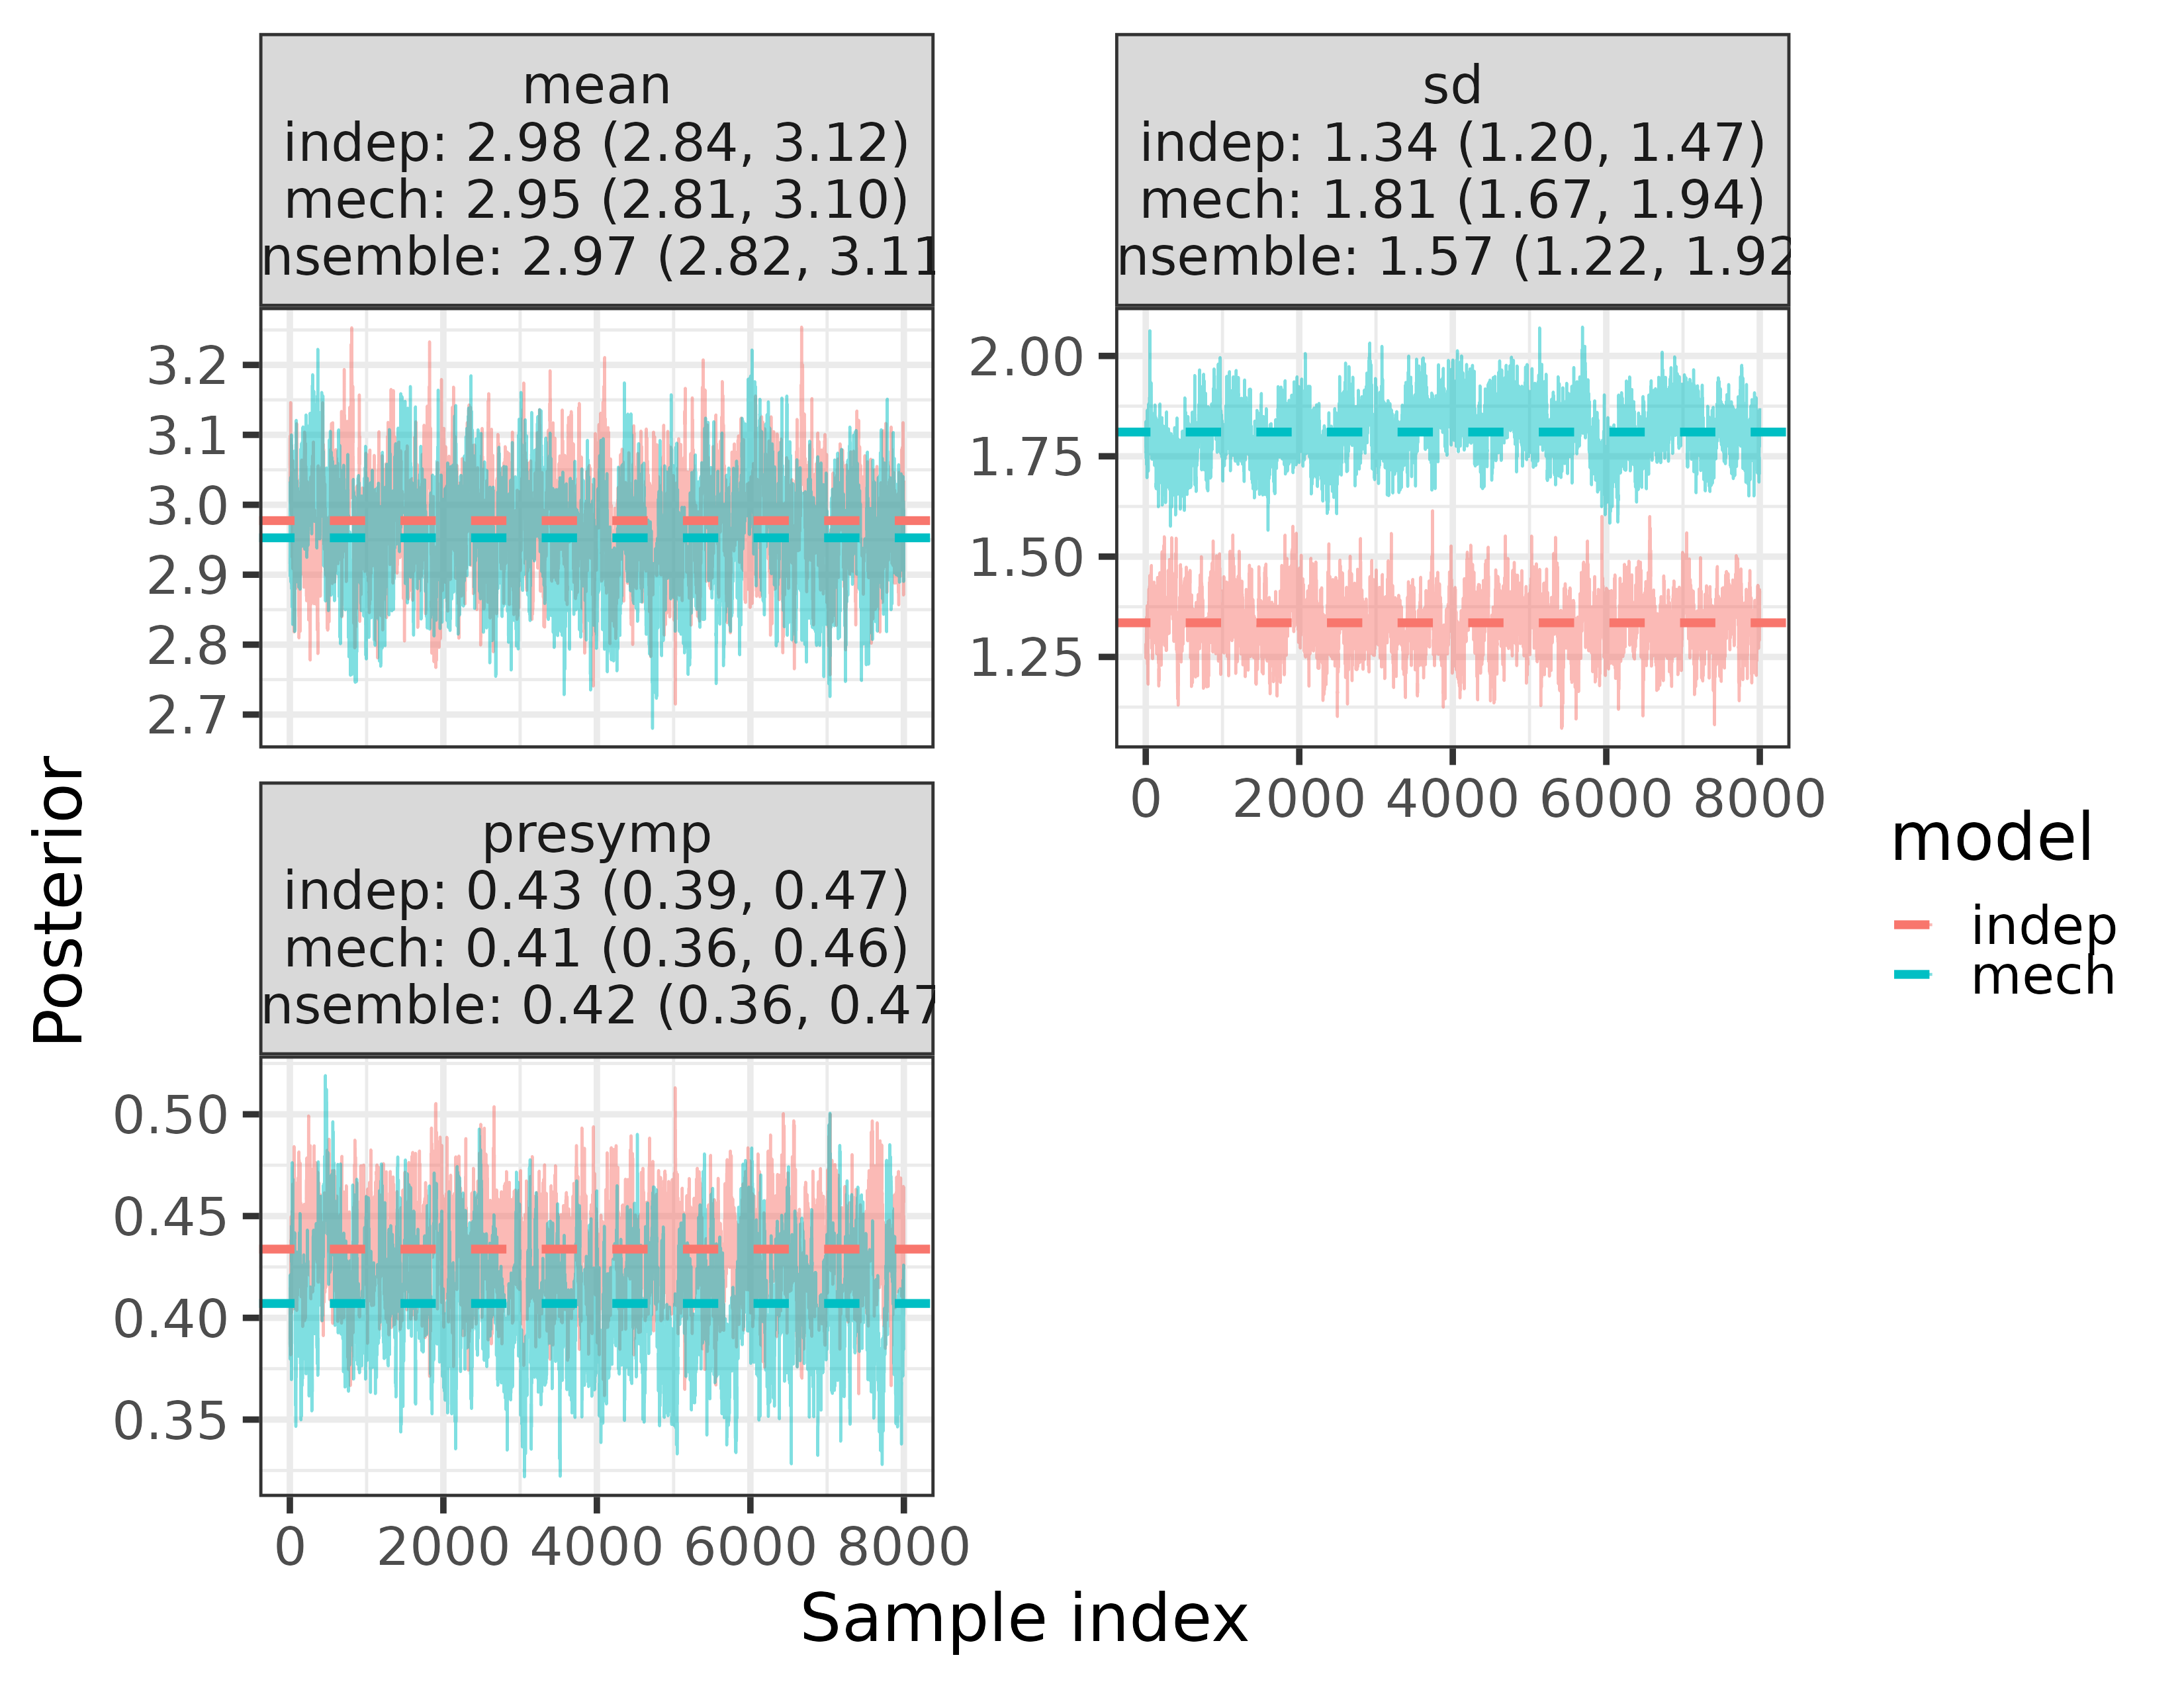 mean
indep: 2.98 (2.84, 3.12)
mech: 2.95 (2.81, 3.10)
nsemble: 2.97 (2.82, 3.11
sd
indep: 1.34 (1.20, 1.47)
mech: 1.81 (1.67, 1.94)
nsemble: 1.57 (1.22, 1.92
3.2
3.1
3.0
2.9
2.8
2.7
2.00
1.75
1.50
1.25
0 2000 4000 6000 8000
presymp
indep: 0.43 (0.39, 0.47)
mech: 0.41 (0.36, 0.46)
nsemble: 0.42 (0.36, 0.47
0.50
0.45
0.40
0.35
0 2000 4000 6000 8000
Posterior
Sample index
model
indep
mech